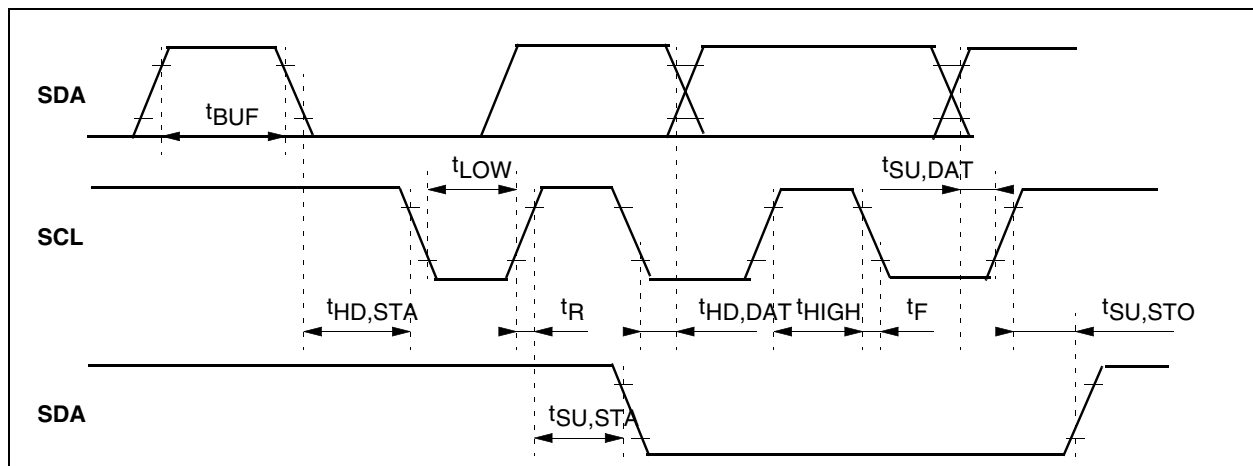 SDA
tBUF
tLOW
tSU,DAT
SCL
tHD,STA
tR
tHD,DAT
tHIGH
tF
tSU,STO
SDA
tSU,STA